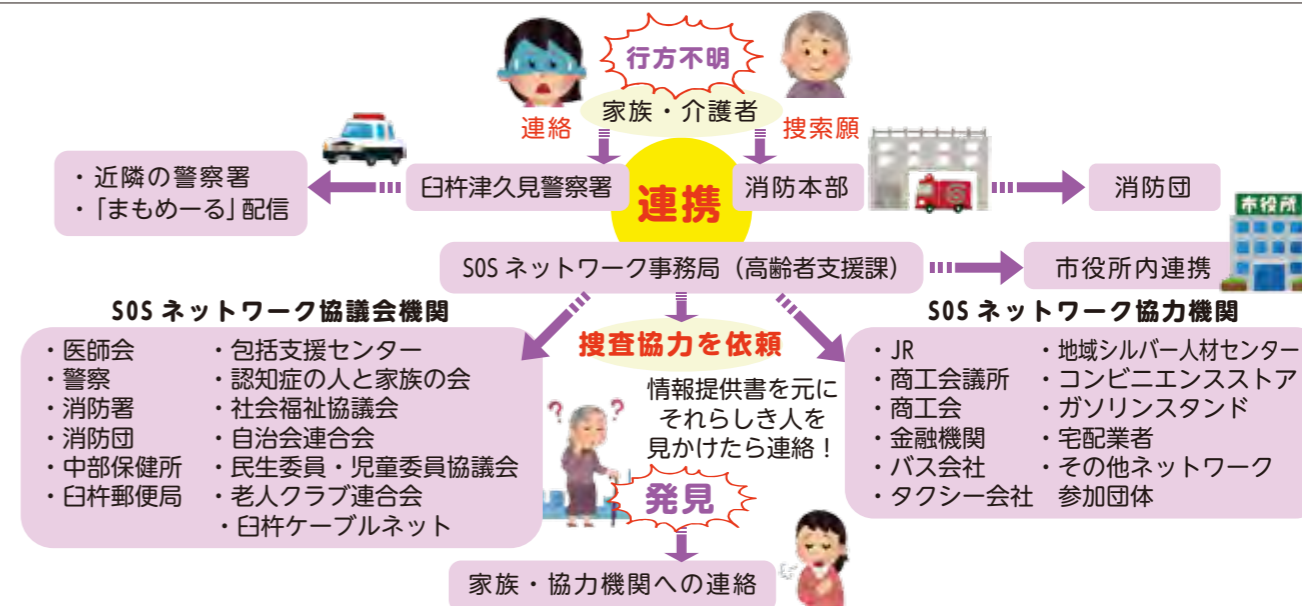 行方不明
家族・介護者
連絡
捜索願
・近隣の警察署
・「まもめーる」配信
臼杵津久見警察署
連携
消防本部
消防団
市役所
SOS ネットワーク事務局（高齢者支援課）
市役所内連携
SOS ネットワーク協議会機関
・医師会
・警察
・消防署
・消防団
・中部保健所
・臼杵郵便局
・包括支援センター
・認知症の人と家族の会
・社会福祉協議会
・自治会連合会
・民生委員・児童委員協議会
・老人クラブ連合会
・臼杵ケーブルネット
捜査協力を依頼
情報提供書を元に
それらしき人を
見かけたら連絡！
? ?
発見
家族・協力機関への連絡
SOS ネットワーク協力機関
・JR
・商工会議所
・商工会
・金融機関
・バス会社
・タクシー会社
・地域シルバー人材センター
・コンビニエンスストア
・ガソリンスタンド
・宅配業者
・その他ネットワーク
参加団体